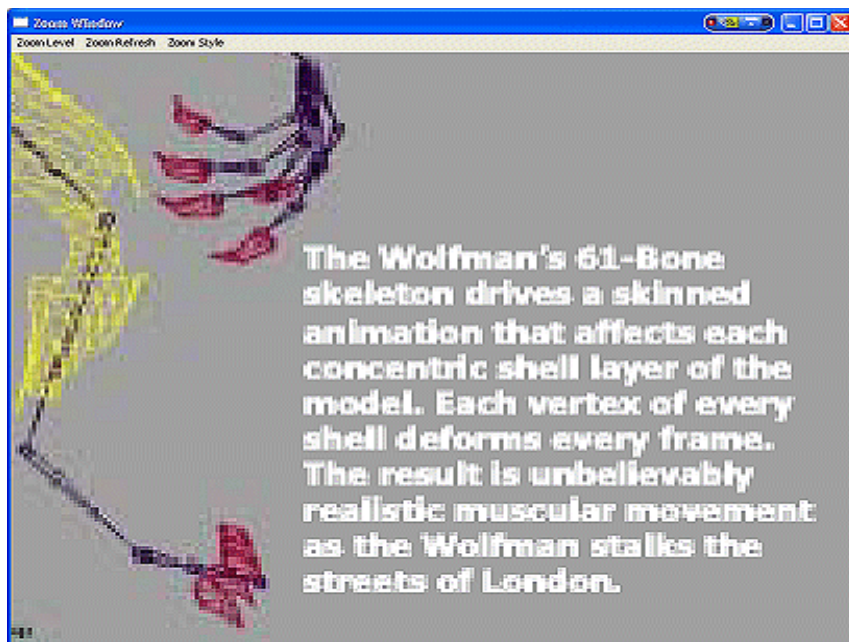 Zoom Window
Zoom Level Zoom Refresh Zoom Style
The Wolfman's 61-Bone
skeleton drives a skinned
animation that affects each
concentric shell layer of the
model. Each vertex of every
shell deforms every frame.
The result is unbelievably
realistic muscular movement
as the Wolfman stalks the
streets of London.